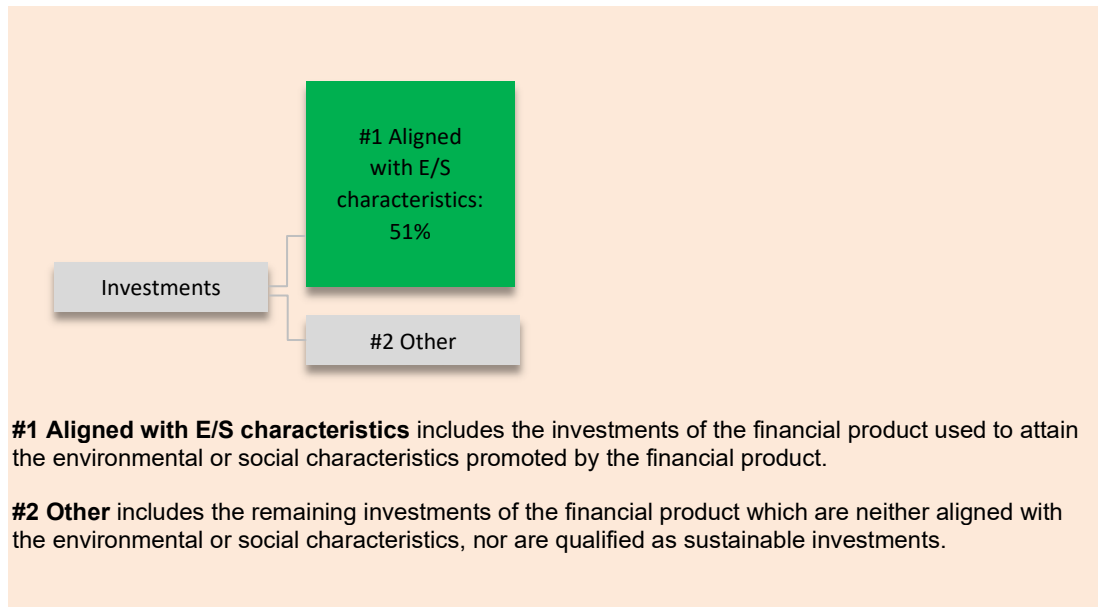 #1 Aligned
with E/S
characteristics:
51%
Investments
#2 Other
#1 Aligned with E/S characteristics includes the investments of the financial product used to attain
the environmental or social characteristics promoted by the financial product.
#2 Other includes the remaining investments of the financial product which are neither aligned with
the environmental or social characteristics, nor are qualified as sustainable investments.